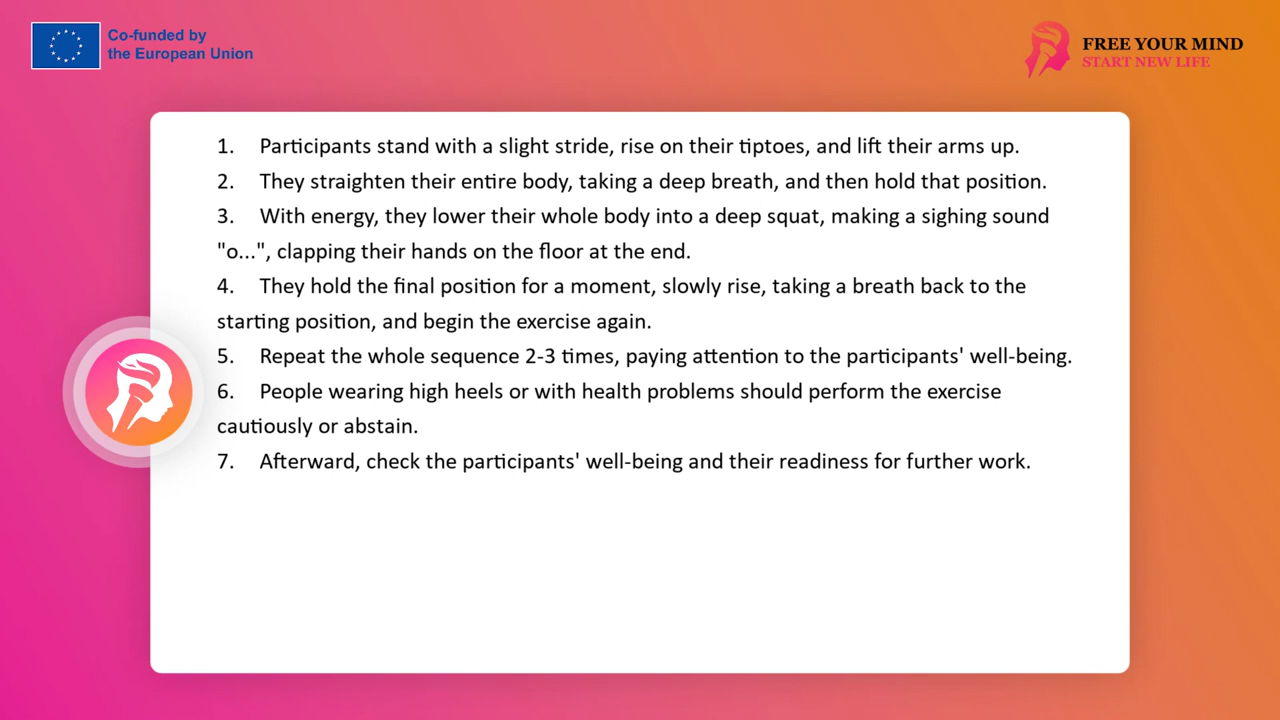 Co-funded by
the European Union
FREE YOUR MIND
START NEW LIFE
1. Participants stand with a slight stride, rise on their tiptoes, and lift their arms up.
2. They straighten their entire body, taking a deep breath, and then hold that position.
3. With energy, they lower their whole body into a deep squat, making a sighing sound
"o...", clapping their hands on the floor at the end.
4. They hold the final position for a moment, slowly rise, taking a breath back to the
starting position, and begin the exercise again.
5. Repeat the whole sequence 2-3 times, paying attention to the participants' well-being.
6. People wearing high heels or with health problems should perform the exercise
cautiously or abstain.
7. Afterward, check the participants' well-being and their readiness for further work.